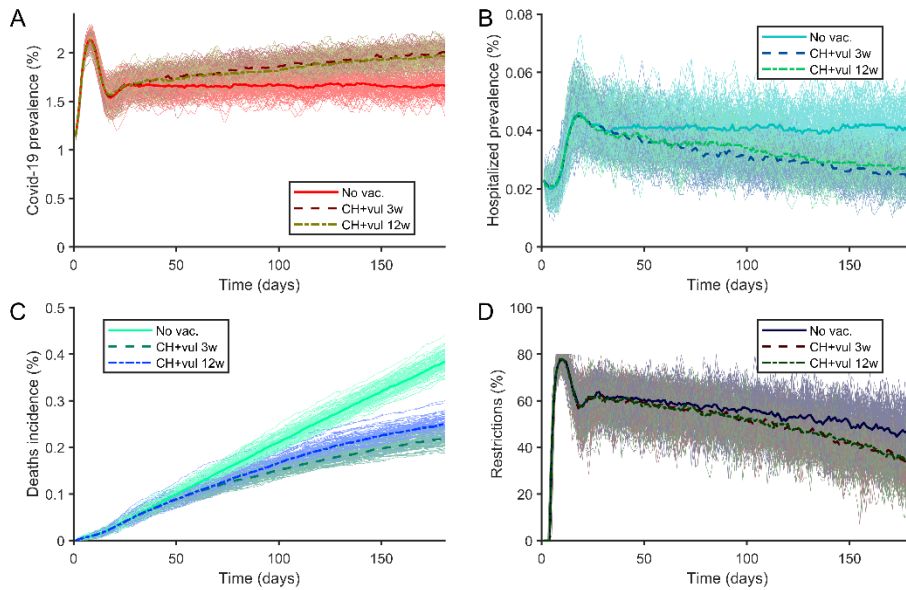 A
Covid-19 prevalence (%)
2
1.5
1
0.5
0
0
50
100
150
Time (days)
No vac.
CH+vul 3w
CH+vul 12w
B
Hospitalized prevalence (%)
0.08
0.06
0.04
0.02
0
0
50
100
150
Time (days)
No vac.
CH+vul 3w
CH+vul 12w
C
Deaths incidence (%)
0.5
0.4
0.3
0.2
0.1
0
0
50
100
150
Time (days)
No vac.
CH+vul 3w
CH+vul 12w
D
Restrictions (%)
100
80
60
40
20
0
0
50
100
150
Time (days)
No vac.
CH+vul 3w
CH+vul 12w